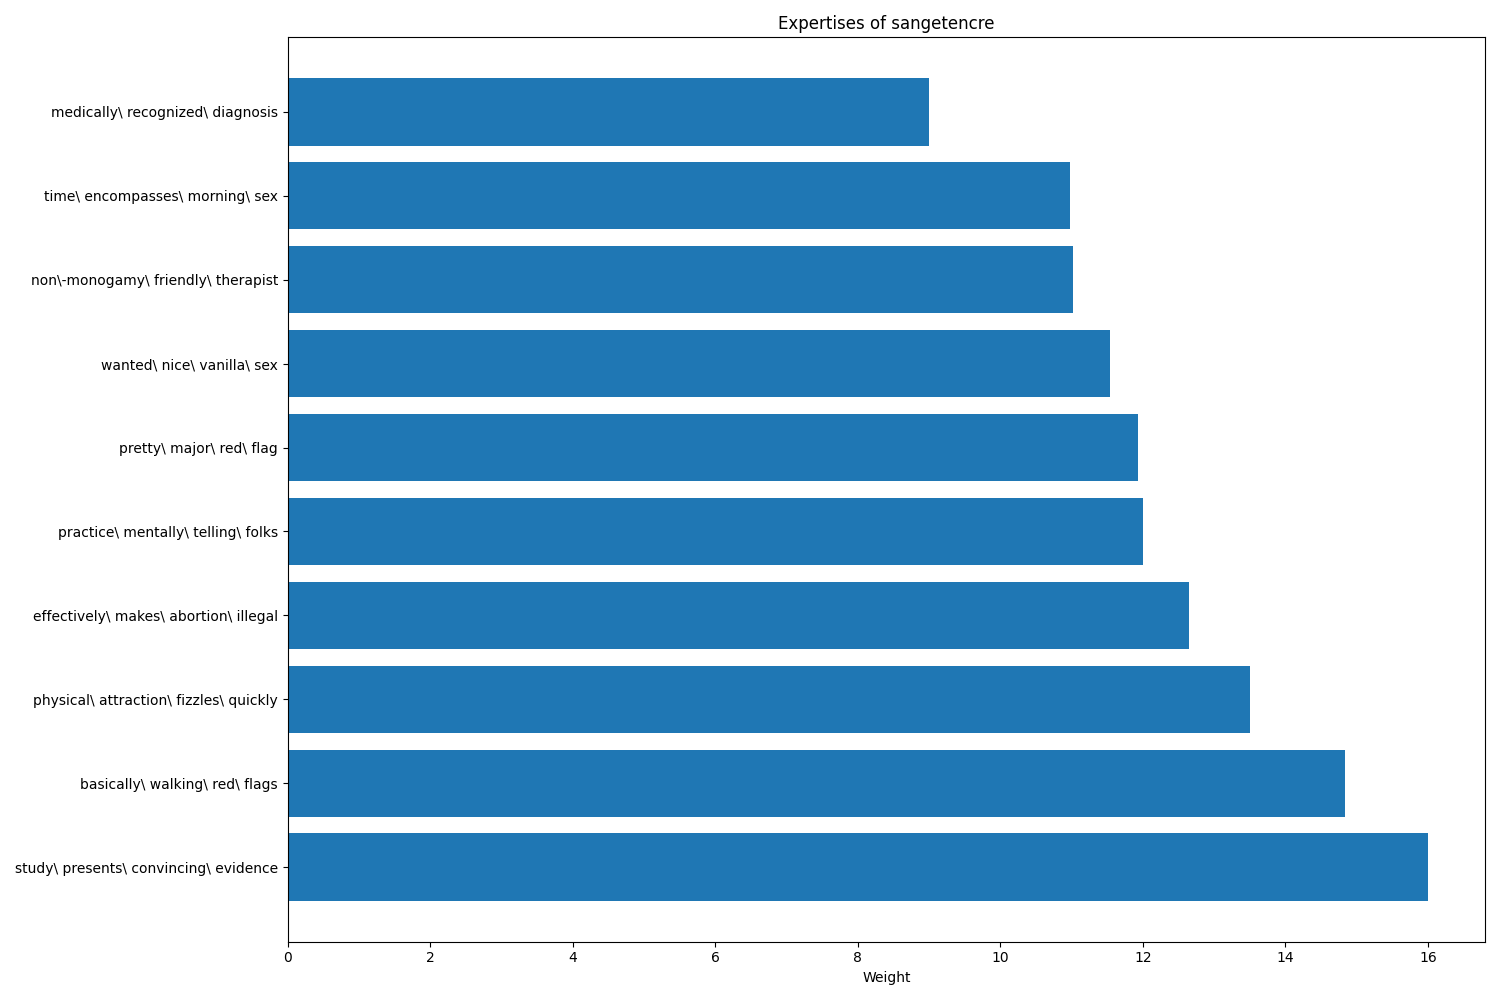 Expertises of sangetencre
medically\ recognized\ diagnosis
time\ encompasses\ morning\ sex
non\-monogamy\ friendly\ therapist
wanted\ nice\ vanilla\ sex
pretty\ major\ red\ flag
practice\ mentally\ telling\ folks
effectively\ makes\ abortion\ illegal
physical\ attraction\ fizzles\ quickly
basically\ walking\ red\ flags
study\ presents\ convincing\ evidence
0 2 4 6 8 10 12 14 16
Weight